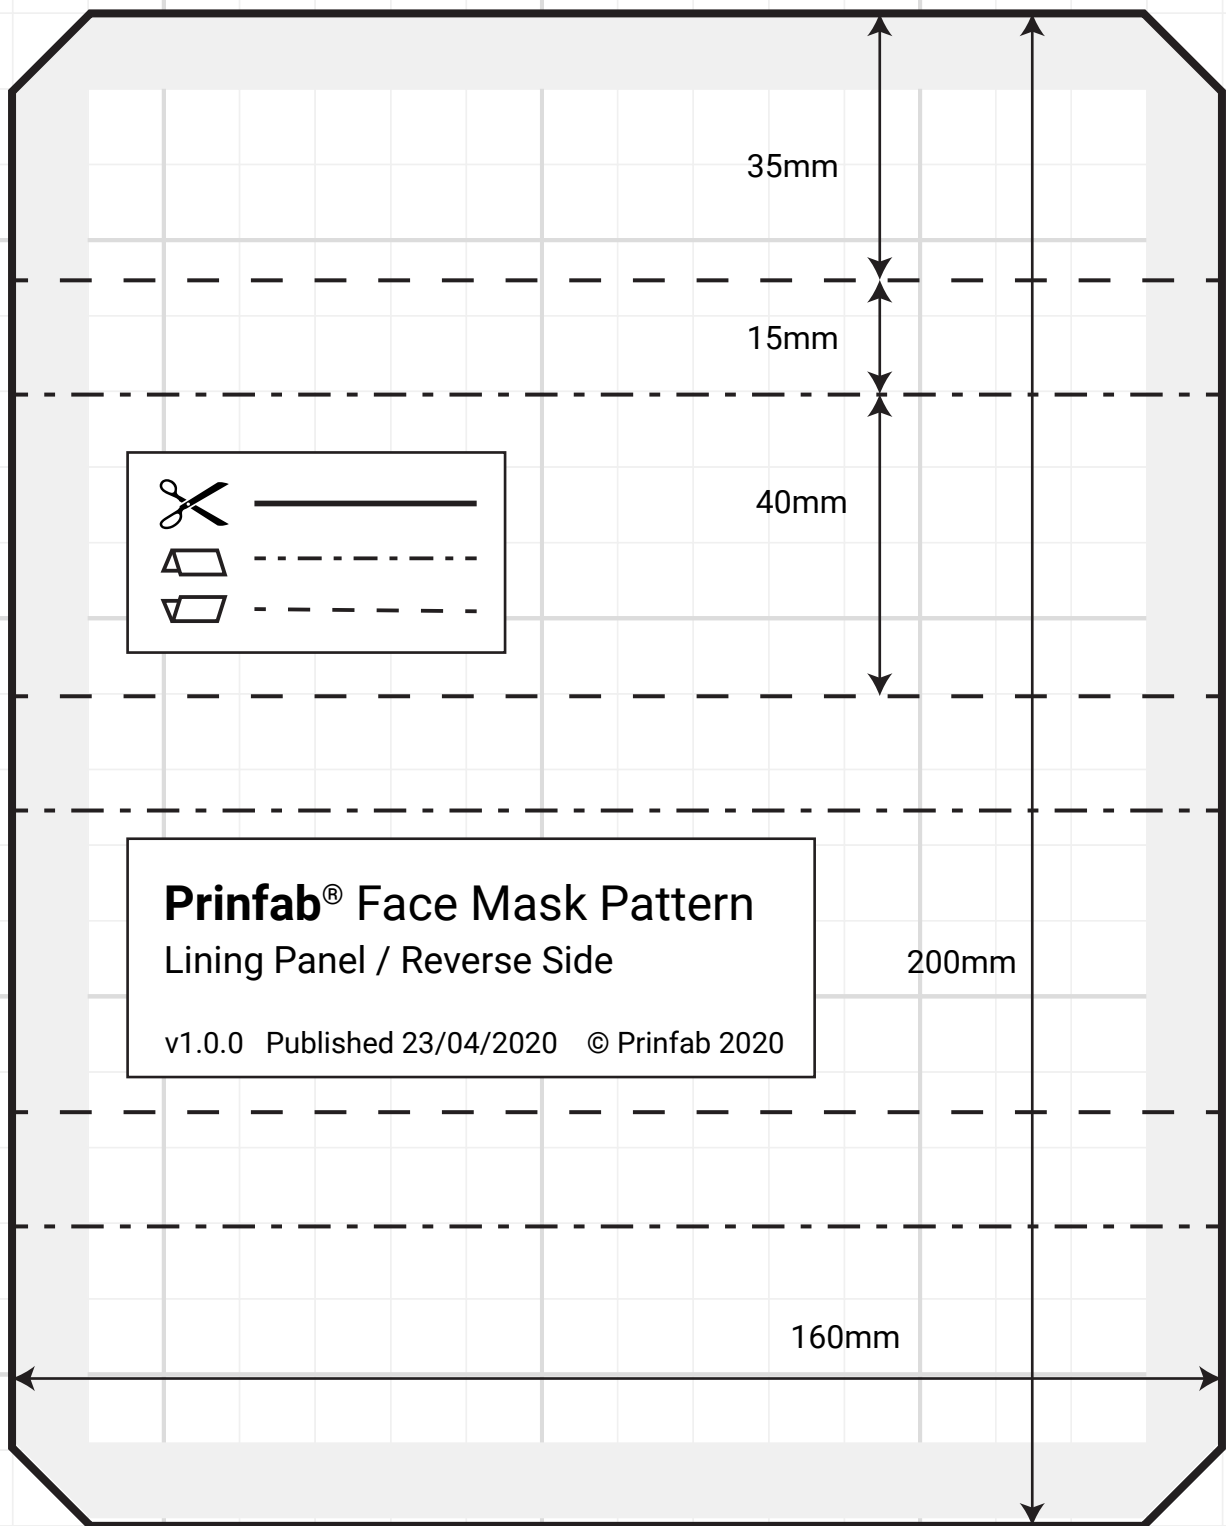 35mm
15mm
40mm
Prinfab® Face Mask Pattern
Lining Panel / Reverse Side
200mm
v1.0.0 Published 23/04/2020 © Prinfab 2020
160mm